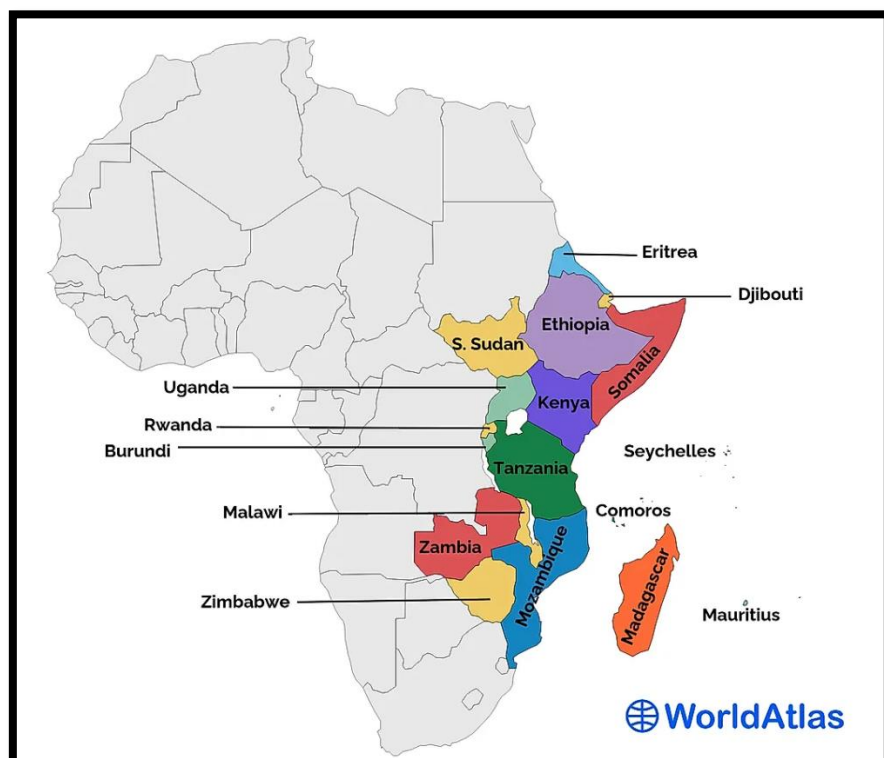 Eritrea
Djibouti
Ethiopia
S. Sudan
Somalia
Uganda
Kenya
Rwanda
Burundi
Seychelles
Tanzania
Malawi
Comoros
Zambia
Mozambique
Zimbabwe
Madagascar
Mauritius
WorldAtlas